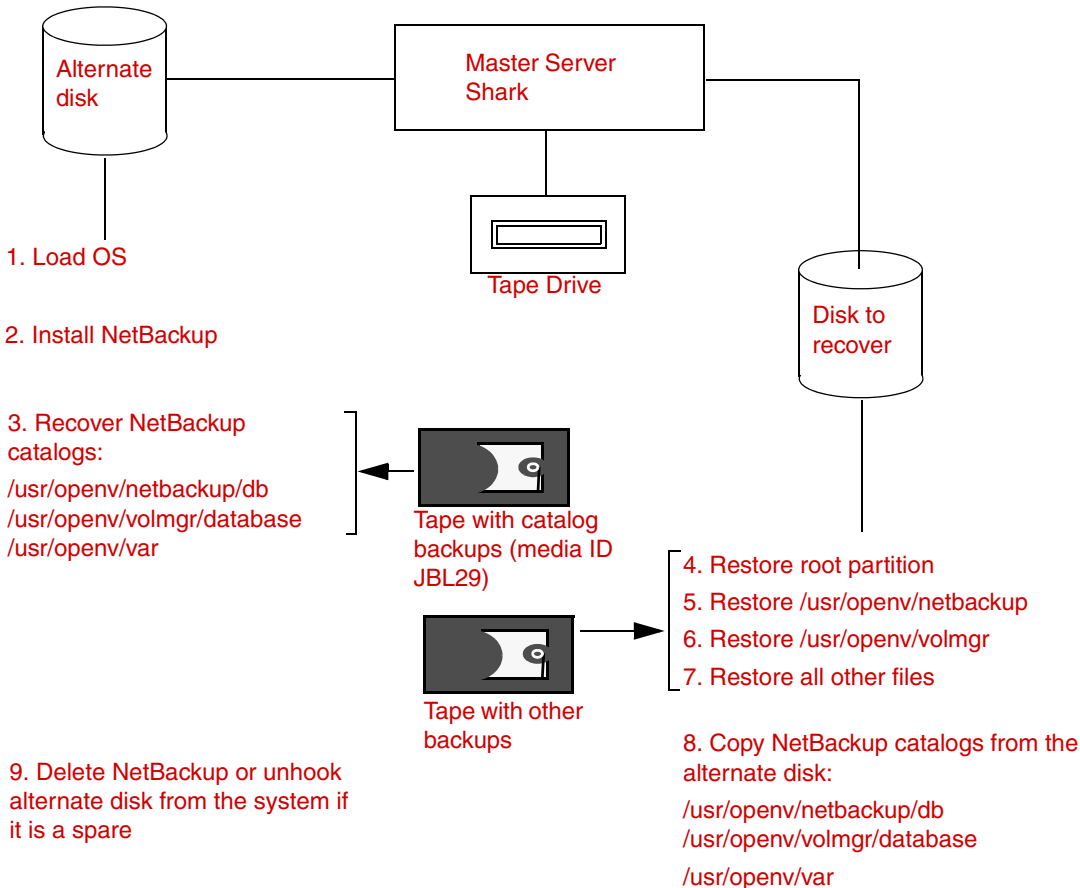 Alternate
disk
Master Server
Shark
Tape Drive
Disk to
recover
1. Load OS
2. Install NetBackup
3. Recover NetBackup
catalogs:
/usr/openv/netbackup/db
/usr/openv/volmgr/database
/usr/openv/var
Tape with catalog
backups (media ID
JBL29)
Tape with other
backups
4. Restore root partition
5. Restore /usr/openv/netbackup
6. Restore /usr/openv/volmgr
7. Restore all other files
8. Copy NetBackup catalogs from the
alternate disk:
/usr/openv/netbackup/db
/usr/openv/volmgr/database
/usr/openv/var
9. Delete NetBackup or unhook
alternate disk from the system if
it is a spare